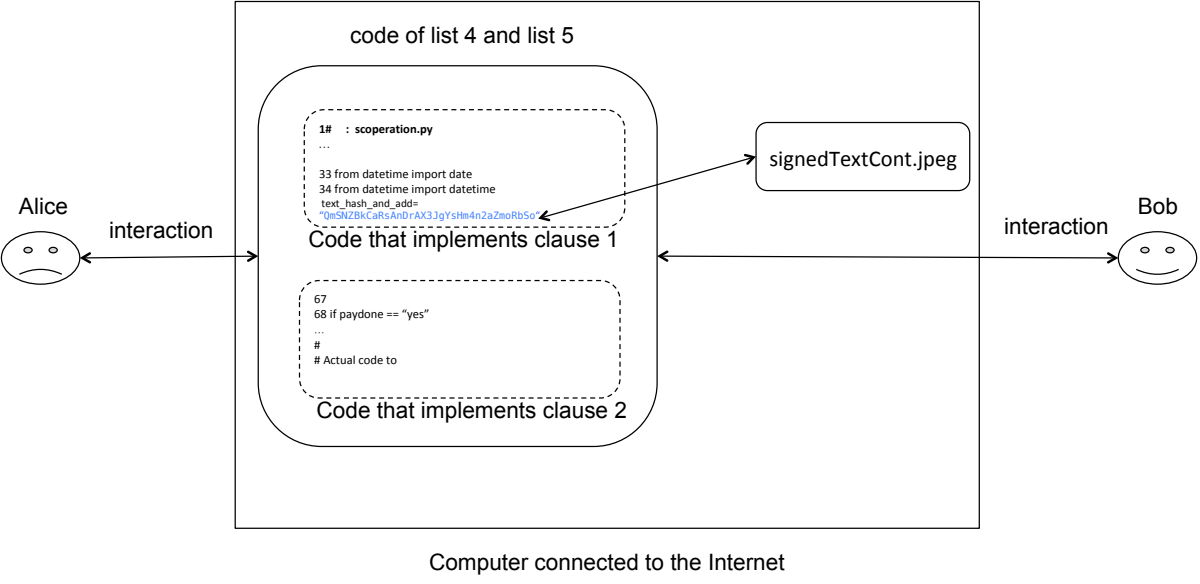 code of list 4 and list 5
1# : scoperation.py
...
33 from datetime import date
34 from datetime import datetime
text_hash_and_add=
“QmSNZBkCaRsAnDrAX3JgYsHm4n2aZmoRbSo“
Code that implements clause 1
signedTextCont.jpeg
Alice
interaction
interaction
Bob
67
68 if paydone == “yes”
...
#
# Actual code to
Code that implements clause 2
Computer connected to the Internet